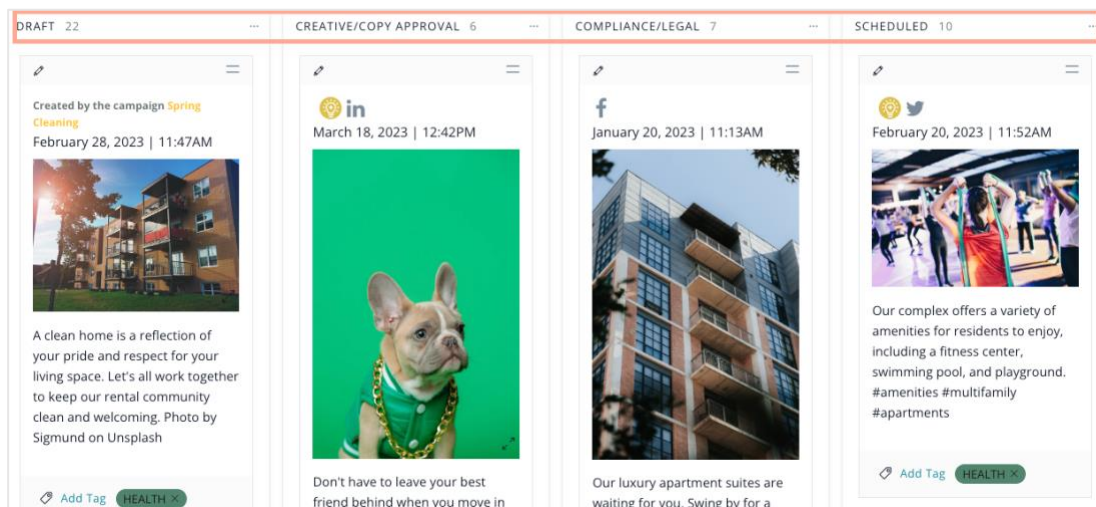 DRAFT 22
CREATIVE/COPY APPROVAL 6
COMPLIANCE/LEGAL 7
SCHEDULED 10
Created by the campaign Spring
Cleaning
February 28, 2023 | 11:47AM
A clean home is a reflection of
your pride and respect for your
living space. Let's all work together
to keep our rental community
clean and welcoming. Photo by
Sigmund on Unsplash
Add Tag HEALTH ×
in
March 18, 2023 | 12:42PM
Don't have to leave your best
friend behind when you move in
f
January 20, 2023 | 11:13AM
Our luxury apartment suites are
waiting for you. Swing by for a
February 20, 2023 | 11:52AM
Our complex offers a variety of
amenities for residents to enjoy,
including a fitness center,
swimming pool, and playground.
#amenities #multifamily
#apartments
Add Tag HEALTH ×